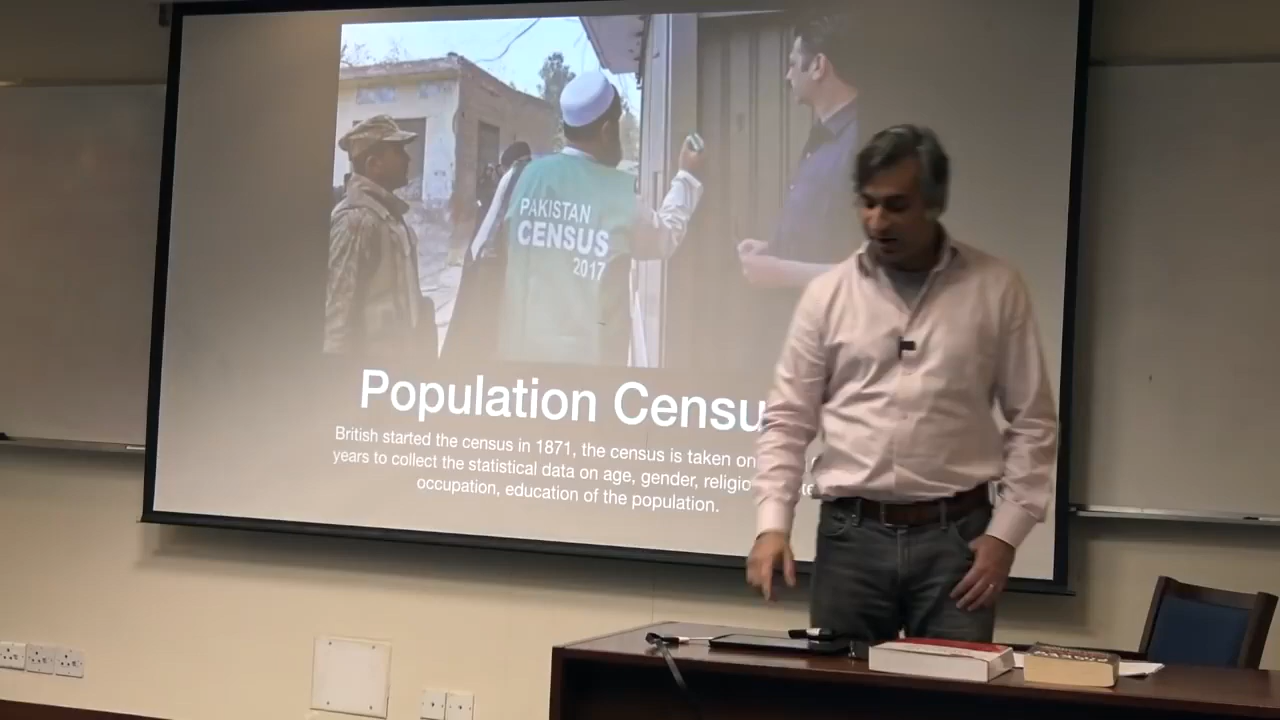 PAKISTAN
CENSUS
2017
Population Censu
British started the census in 1871, the census is taken on
years to collect the statistical data on age, gender, religio
occupation, education of the population.